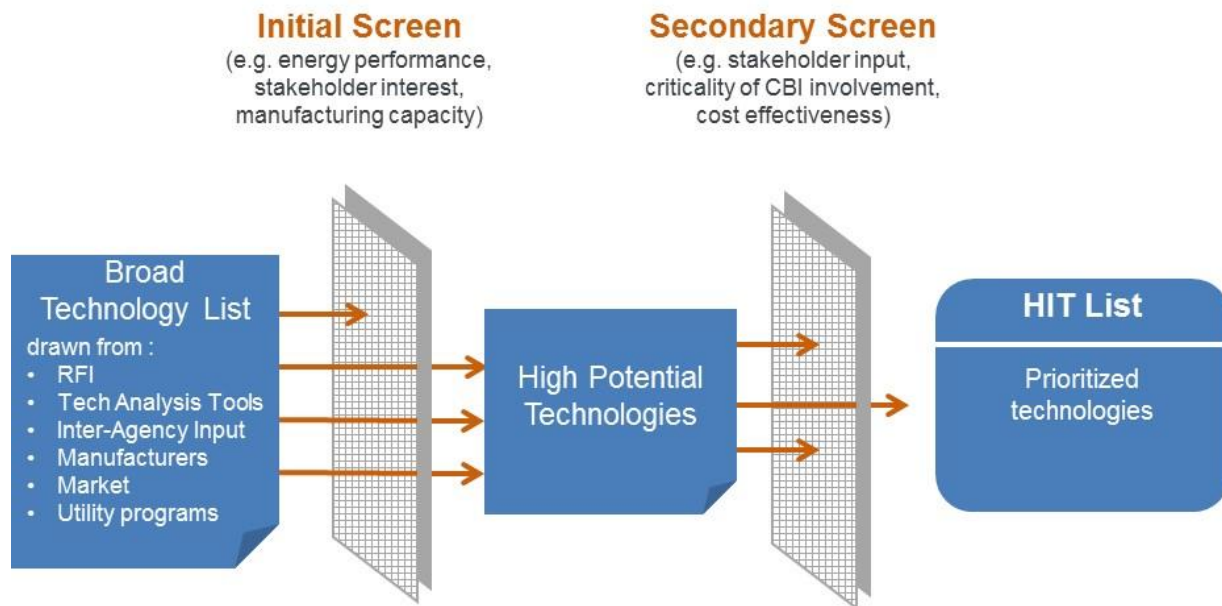 Initial Screen
(e.g. energy performance,
stakeholder interest,
manufacturing capacity)
Secondary Screen
(e.g. stakeholder input,
criticality of CBI involvement,
cost effectiveness)
Broad
Technology List
drawn from :
• RFI
• Tech Analysis Tools
• Inter-Agency Input
• Manufacturers
• Market
• Utility programs
High Potential
Technologies
HIT List
Prioritized
technologies